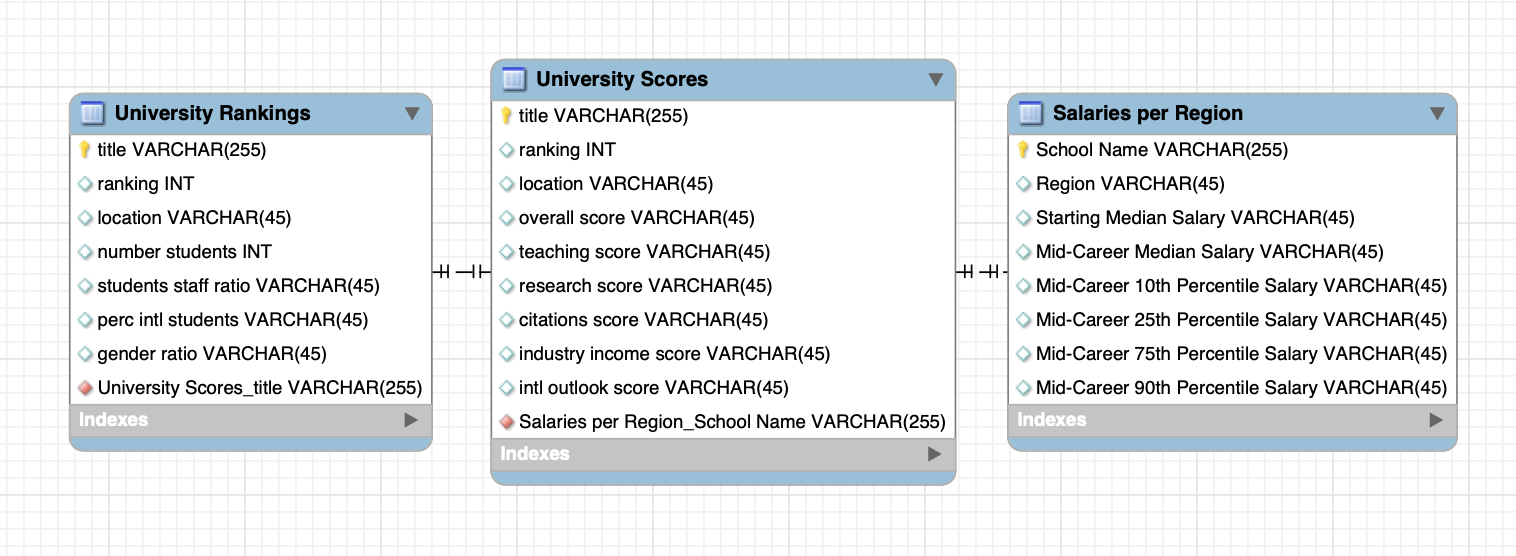 University Rankings
title VARCHAR(255)
ranking INT
location VARCHAR(45)
number students INT
students staff ratio VARCHAR(45)
perc intl students VARCHAR(45)
gender ratio VARCHAR(45)
University Scores_title VARCHAR(255)
Indexes
University Scores
title VARCHAR(255)
ranking INT
location VARCHAR(45)
overall score VARCHAR(45)
teaching score VARCHAR(45)
research score VARCHAR(45)
citations score VARCHAR(45)
industry income score VARCHAR(45)
intl outlook score VARCHAR(45)
Salaries per Region_School Name VARCHAR(255)
Indexes
Salaries per Region
School Name VARCHAR(255)
Region VARCHAR(45)
Starting Median Salary VARCHAR(45)
Mid-Career Median Salary VARCHAR(45)
Mid-Career 10th Percentile Salary VARCHAR(45)
Mid-Career 25th Percentile Salary VARCHAR(45)
Mid-Career 75th Percentile Salary VARCHAR(45)
Mid-Career 90th Percentile Salary VARCHAR(45)
Indexes